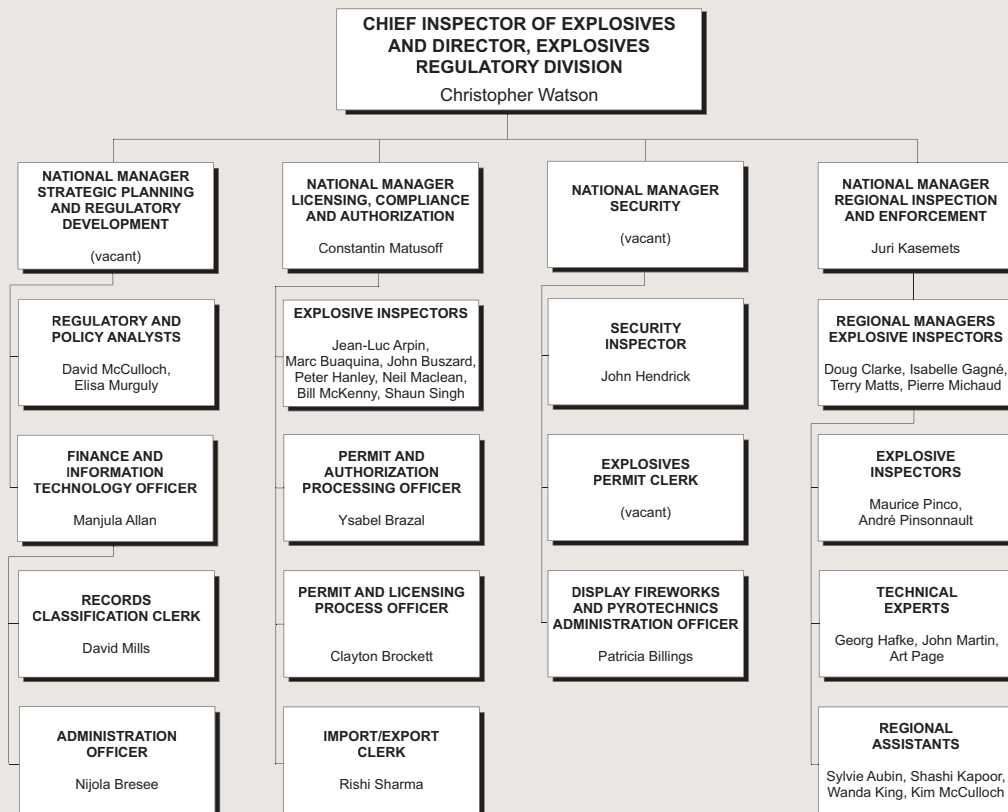 CHIEF INSPECTOR OF EXPLOSIVES
AND DIRECTOR, EXPLOSIVES
REGULATORY DIVISION
Christopher Watson
NATIONAL MANAGER
STRATEGIC PLANNING
AND REGULATORY
DEVELOPMENT
(vacant)
REGULATORY AND
POLICY ANALYSTS
David McCulloch,
Elisa Murguly
FINANCE AND
INFORMATION
TECHNOLOGY OFFICER
Manjula Allan
RECORDS
CLASSIFICATION CLERK
David Mills
ADMINISTRATION
OFFICER
Nijola Bresee
NATIONAL MANAGER
LICENSING, COMPLIANCE
AND AUTHORIZATION
Constantin Matusoff
EXPLOSIVE INSPECTORS
Jean-Luc Arpin,
Marc Buaquina, John Buszard,
Peter Hanley, Neil Maclean,
Bill McKenny, Shaun Singh
PERMIT AND
AUTHORIZATION
PROCESSING OFFICER
Ysabel Brazal
PERMIT AND LICENSING
PROCESS OFFICER
Clayton Brockett
IMPORT/EXPORT
CLERK
Rishi Sharma
NATIONAL MANAGER
SECURITY
(vacant)
SECURITY
INSPECTOR
John Hendrick
EXPLOSIVES
PERMIT CLERK
(vacant)
DISPLAY FIREWORKS
AND PYROTECHNICS
ADMINISTRATION OFFICER
Patricia Billings
NATIONAL MANAGER
REGIONAL INSPECTION
AND ENFORCEMENT
Juri Kasemets
REGIONAL MANAGERS
EXPLOSIVE INSPECTORS
Doug Clarke, Isabelle Gagné,
Terry Matts, Pierre Michaud
EXPLOSIVE
INSPECTORS
Maurice Pinco,
André Pinsonnault
TECHNICAL
EXPERTS
Georg Hafke, John Martin,
Art Page
REGIONAL
ASSISTANTS
Sylvie Aubin, Shashi Kapoor,
Wanda King, Kim McCulloch